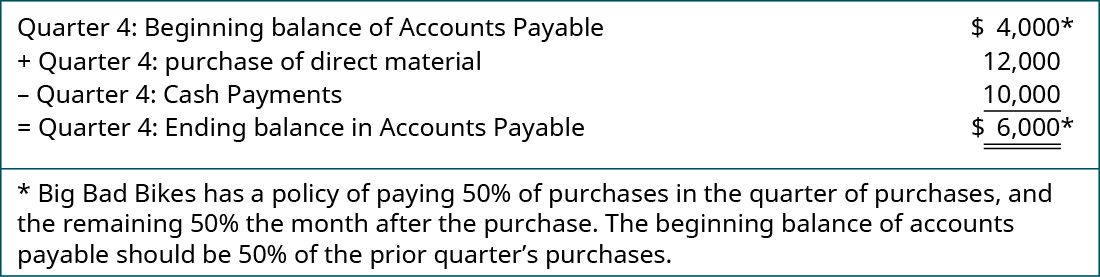 Quarter 4: Beginning balance of Accounts Payable $ 4,000*
+ Quarter 4: purchase of direct material 12,000
– Quarter 4: Cash Payments 10,000
= Quarter 4: Ending balance in Accounts Payable $ 6,000*
* Big Bad Bikes has a policy of paying 50% of purchases in the quarter of purchases, and
the remaining 50% the month after the purchase. The beginning balance of accounts
payable should be 50% of the prior quarter’s purchases.